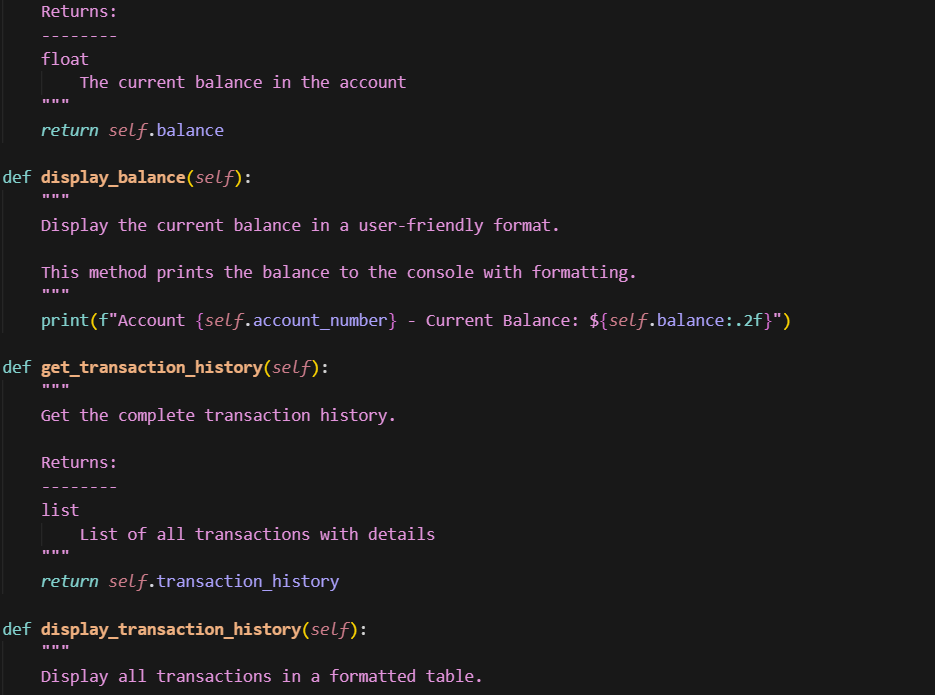 Returns:
--------
float
The current balance in the account
"""
return self.balance
def display_balance(self):
"""
Display the current balance in a user-friendly format.
This method prints the balance to the console with formatting.
"""
print(f"Account {self.account_number} - Current Balance: ${self.balance:.2f}")
def get_transaction_history(self):
"""
Get the complete transaction history.
Returns:
--------
list
List of all transactions with details
"""
return self.transaction_history
def display_transaction_history(self):
"""
Display all transactions in a formatted table.